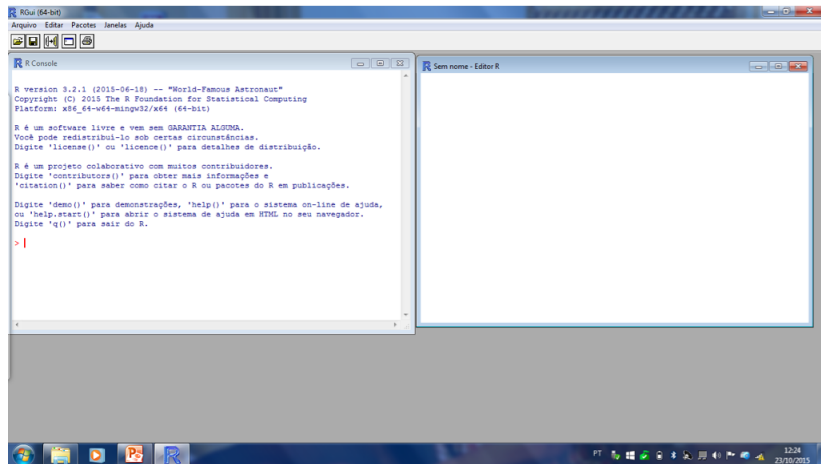 RGui (64-bit)
Arquivo Editar Pacotes Janelas Ajuda
R Console
R version 3.2.1 (2015-06-18) -- "World-Famous Astronaut"
Copyright (C) 2015 The R Foundation for Statistical Computing
Platform: x86_64-w64-mingw32/x64 (64-bit)
R é um software livre e vem sem GARANTIA ALGUMA.
Você pode redistribuí-lo sob certas circunstâncias.
Digite 'license()' ou 'licence()' para detalhes de distribuição.
R é um projeto colaborativo com muitos contribuidores.
Digite 'contributors()' para obter mais informações e
'citation()' para saber como citar o R ou pacotes do R em publicações.
Digite 'demo()' para demonstrações, 'help()' para o sistema on-line de ajuda,
ou 'help.start()' para abrir o sistema de ajuda em HTML no seu navegador.
Digite 'q()' para sair do R.
>
Sem nome - Editor R
PT
12:24
23/10/2015